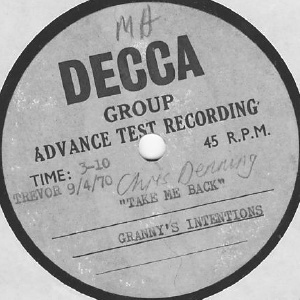 MA
DECCA
GROUP
ADVANCE TEST RECORDING
45 R.P.M.
TIME: 3-10
Chris Denning
TREVOR 9/4/70
"TAKE ME BACK"
GRANNY'S INTENTIONS